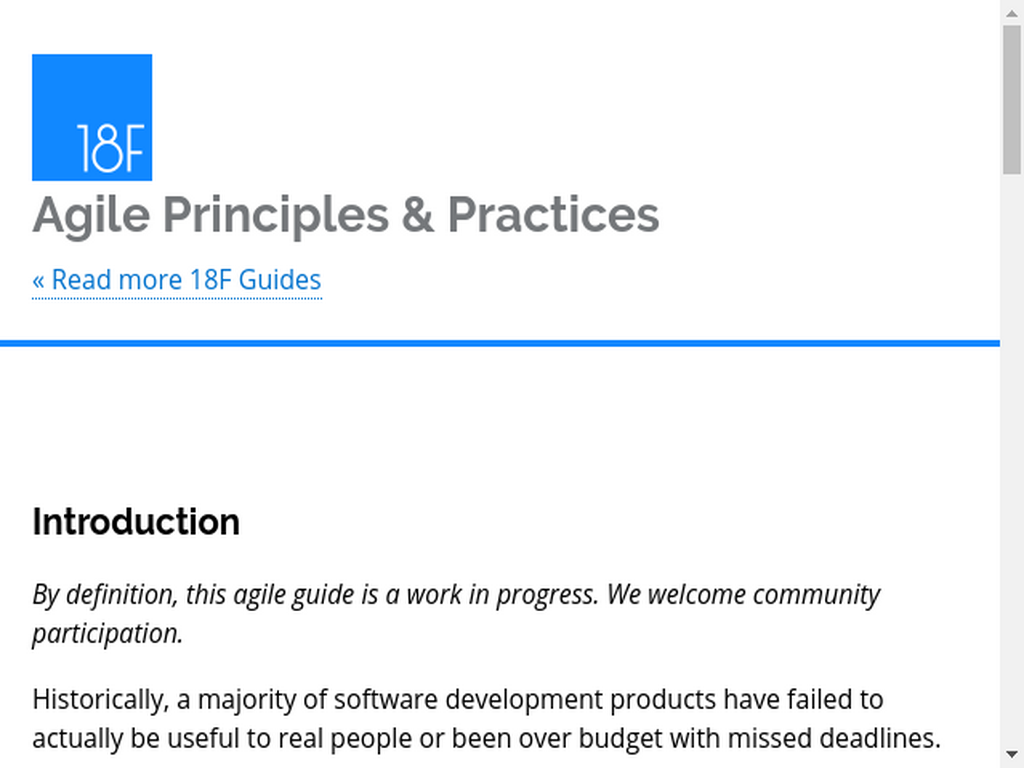 18F
Agile Principles & Practices
« Read more 18F Guides
Introduction
By definition, this agile guide is a work in progress. We welcome community
participation.
Historically, a majority of software development products have failed to
actually be useful to real people or been over budget with missed deadlines.